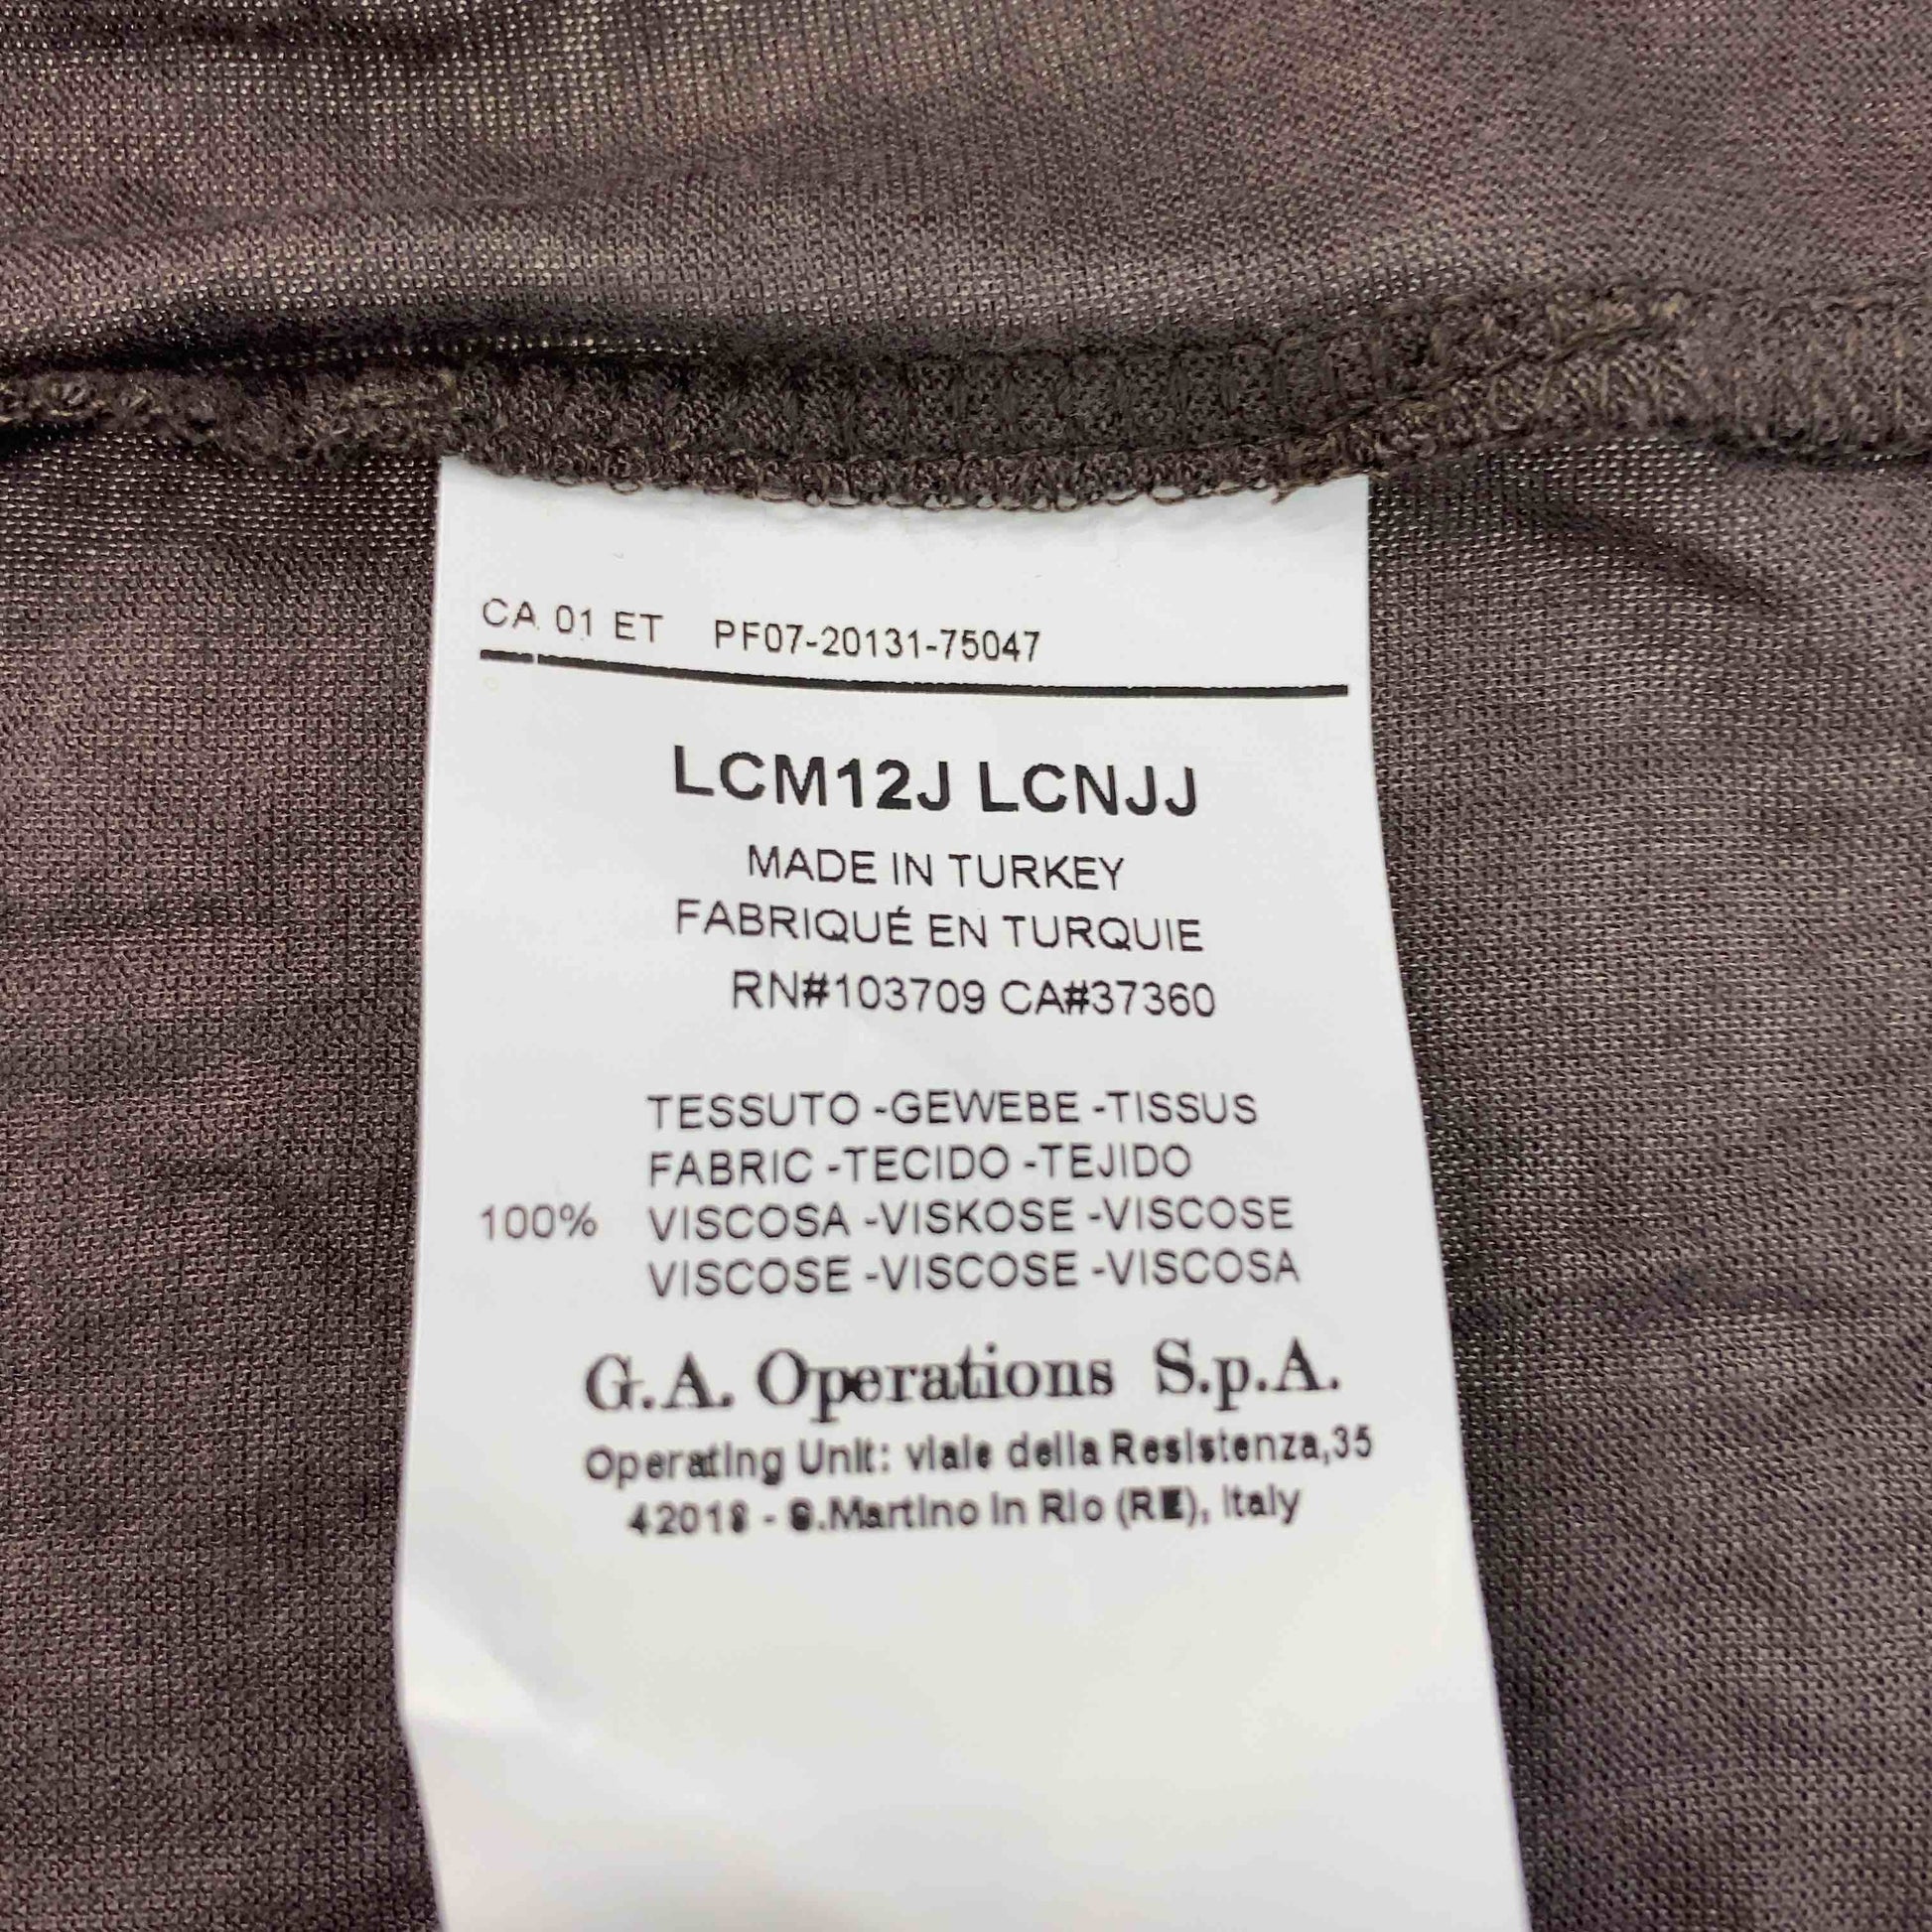 CA 01 ET PF07-20131-75047
LCM12J LCNJJ
MADE IN TURKEY
FABRIQUÉ EN TURQUIE
RN#103709 CA#37360
TESSUTO -GEWEBE -TISSUS
FABRIC -TECIDO -TEJIDO
100% VISCOSA -VISKOSE -VISCOSE
VISCOSE -VISCOSE -VISCOSA
G.A. Operations S.p.A.
Operating Unit: viale della Resistenza,35
42018 - S.Martino in Rio (RE), Italy